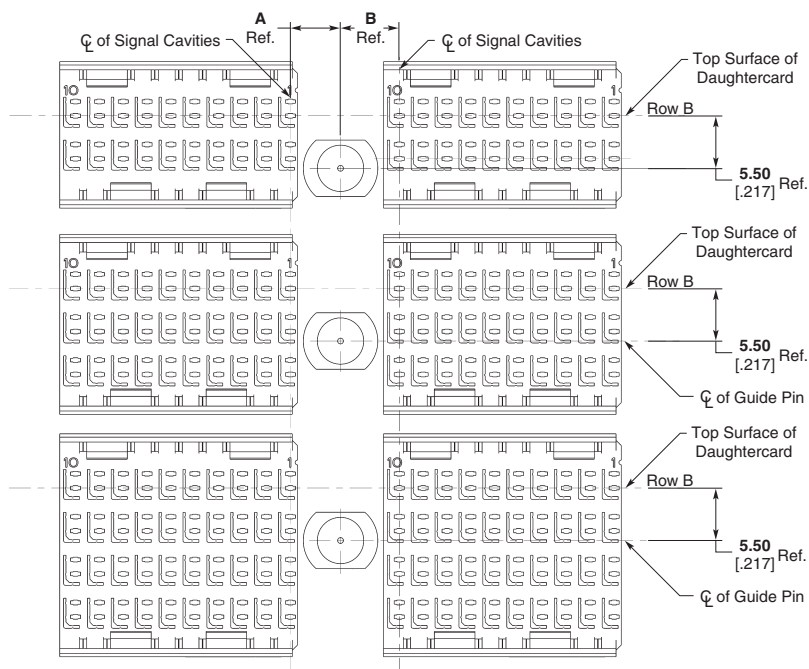 A
Ref.
B
Ref.
℄ of Signal Cavities
℄ of Signal Cavities
Top Surface of
Daughtercard
10
1
10
1
Row B
5.50
[.217]
Ref.
Top Surface of
Daughtercard
10
1
10
1
Row B
5.50
[.217]
Ref.
℄ of Guide Pin
Top Surface of
Daughtercard
10
1
10
1
Row B
5.50
[.217]
Ref.
℄ of Guide Pin